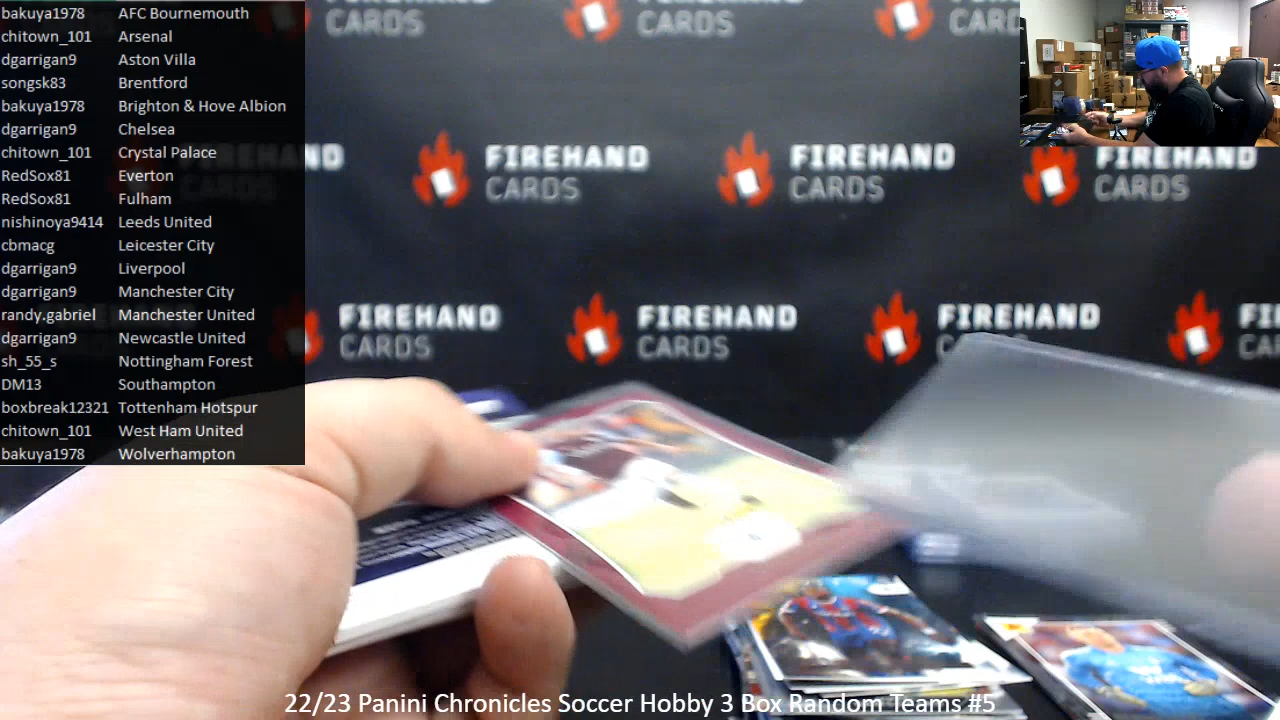 bakuya1978 AFC Bournemouth
chitown_101 Arsenal
dgarrigan9 Aston Villa
songsk83 Brentford
bakuya1978 Brighton & Hove Albion
dgarrigan9 Chelsea
chitown_101 Crystal Palace
RedSox81 Everton
RedSox81 Fulham
nishinoya9414 Leeds United
cbmacg Leicester City
dgarrigan9 Liverpool
dgarrigan9 Manchester City
randy.gabriel Manchester United
dgarrigan9 Newcastle United
sh_55_s Nottingham Forest
DM13 Southampton
boxbreak12321 Tottenham Hotspur
chitown_101 West Ham United
bakuya1978 Wolverhampton
CARDS
CARDS
FIREHAND
CARDS
FIREHAND
CARDS
FIREHAND
CARDS
FIREHAND
CARDS
FIREHAND
CARDS
FIREHAND
22/23 Panini Chronicles Soccer Hobby 3 Box Random Teams #5